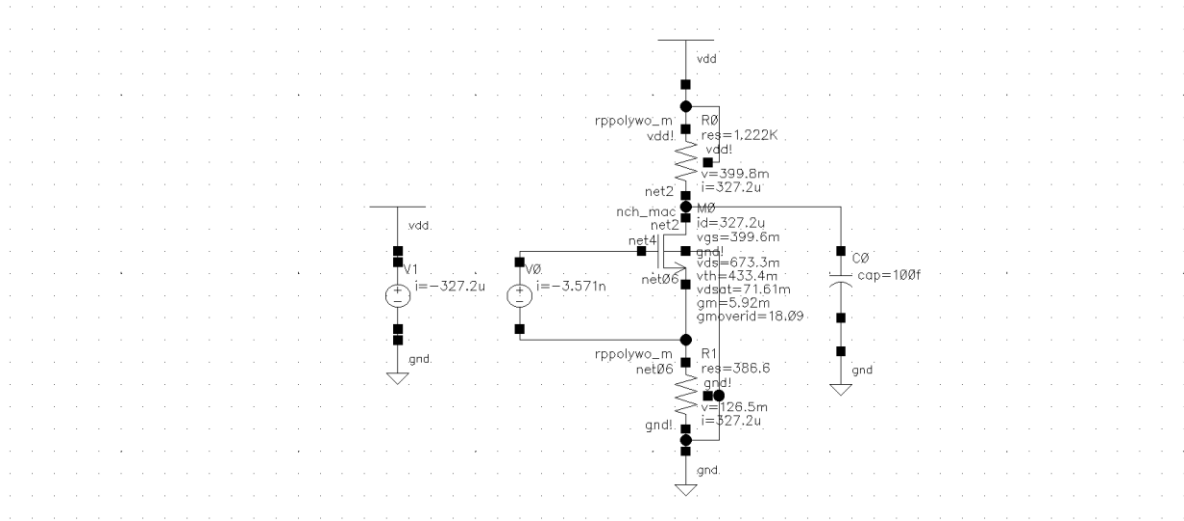 vdd
rppolywo_m
R0
vdd!
res=1.222K
vdd!
v=399.8m
i=327.2u
net2
nch_mac
M0
net2
id=327.2u
net4
vgs=399.6m
gnd!
vds=673.3m
vth=433.4m
net06
vdsat=71.61m
gm=5.92m
gmoverid=18.09
vdd
V1
i=-327.2u
gnd
V0
i=-3.571n
C0
cap=100f
gnd
rppolywo_m
R1
net06
res=386.6
gnd!
v=126.5m
i=327.2u
gnd!
gnd